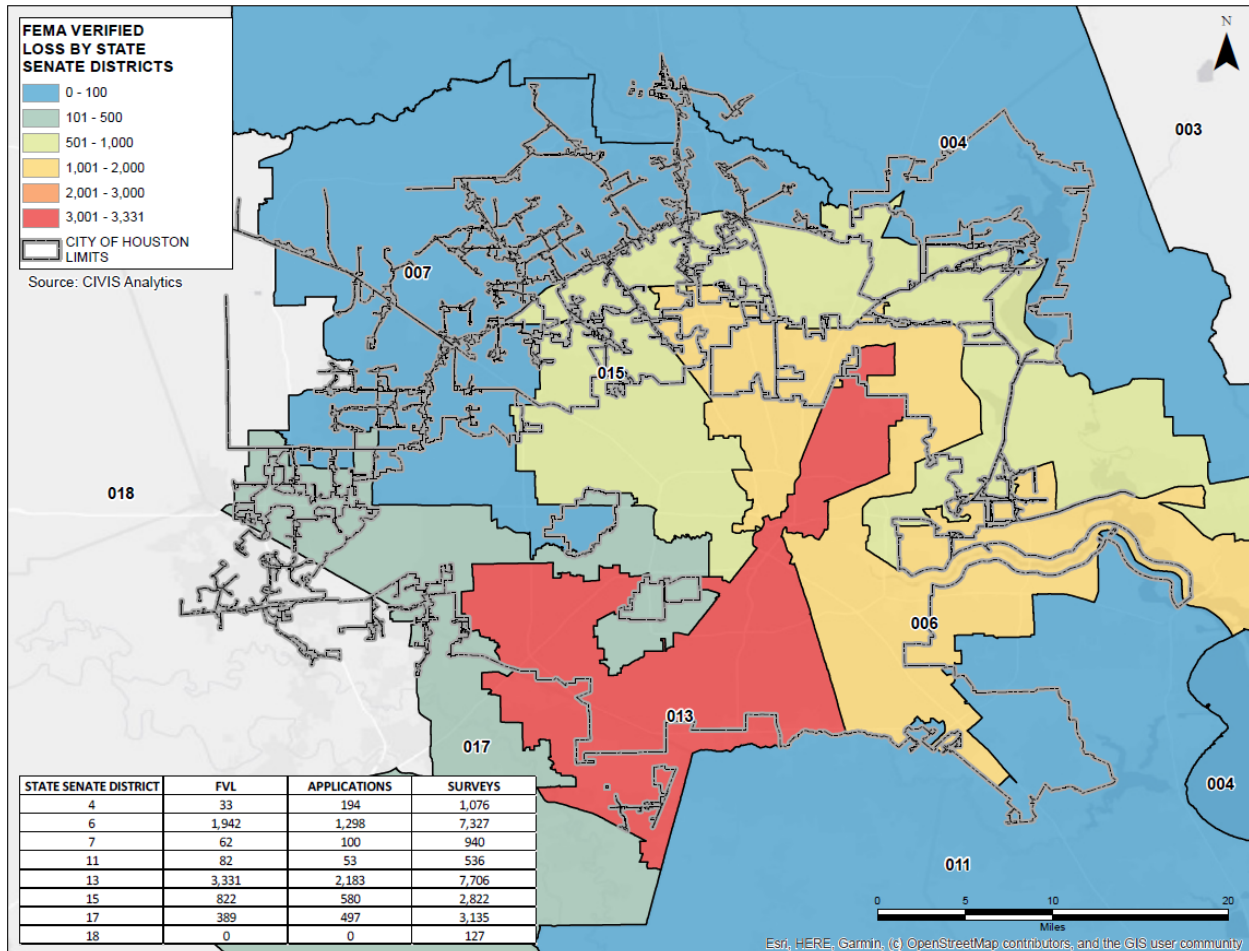 FEMA VERIFIED
LOSS BY STATE
SENATE DISTRICTS
0 - 100
101 - 500
501 - 1,000
1,001 - 2,000
2,001 - 3,000
3,001 - 3,331
CITY OF HOUSTON
LIMITS
Source: CIVIS Analytics
N
003
004
007
015
018
006
013
017
004
011
STATE SENATE DISTRICT FVL APPLICATIONS SURVEYS
4 33 194 1,076
6 1,942 1,298 7,327
7 62 100 940
11 82 53 536
13 3,331 2,183 7,706
15 822 580 2,822
17 389 497 3,135
18 0 0 127
0 5 10 20
Miles
Esri, HERE, Garmin, (c) OpenStreetMap contributors, and the GIS user community